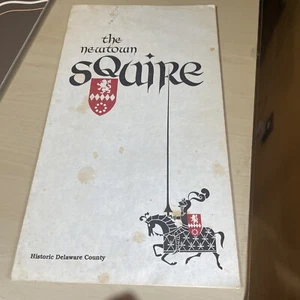 the
newtown
sQuire
Historic Delaware County